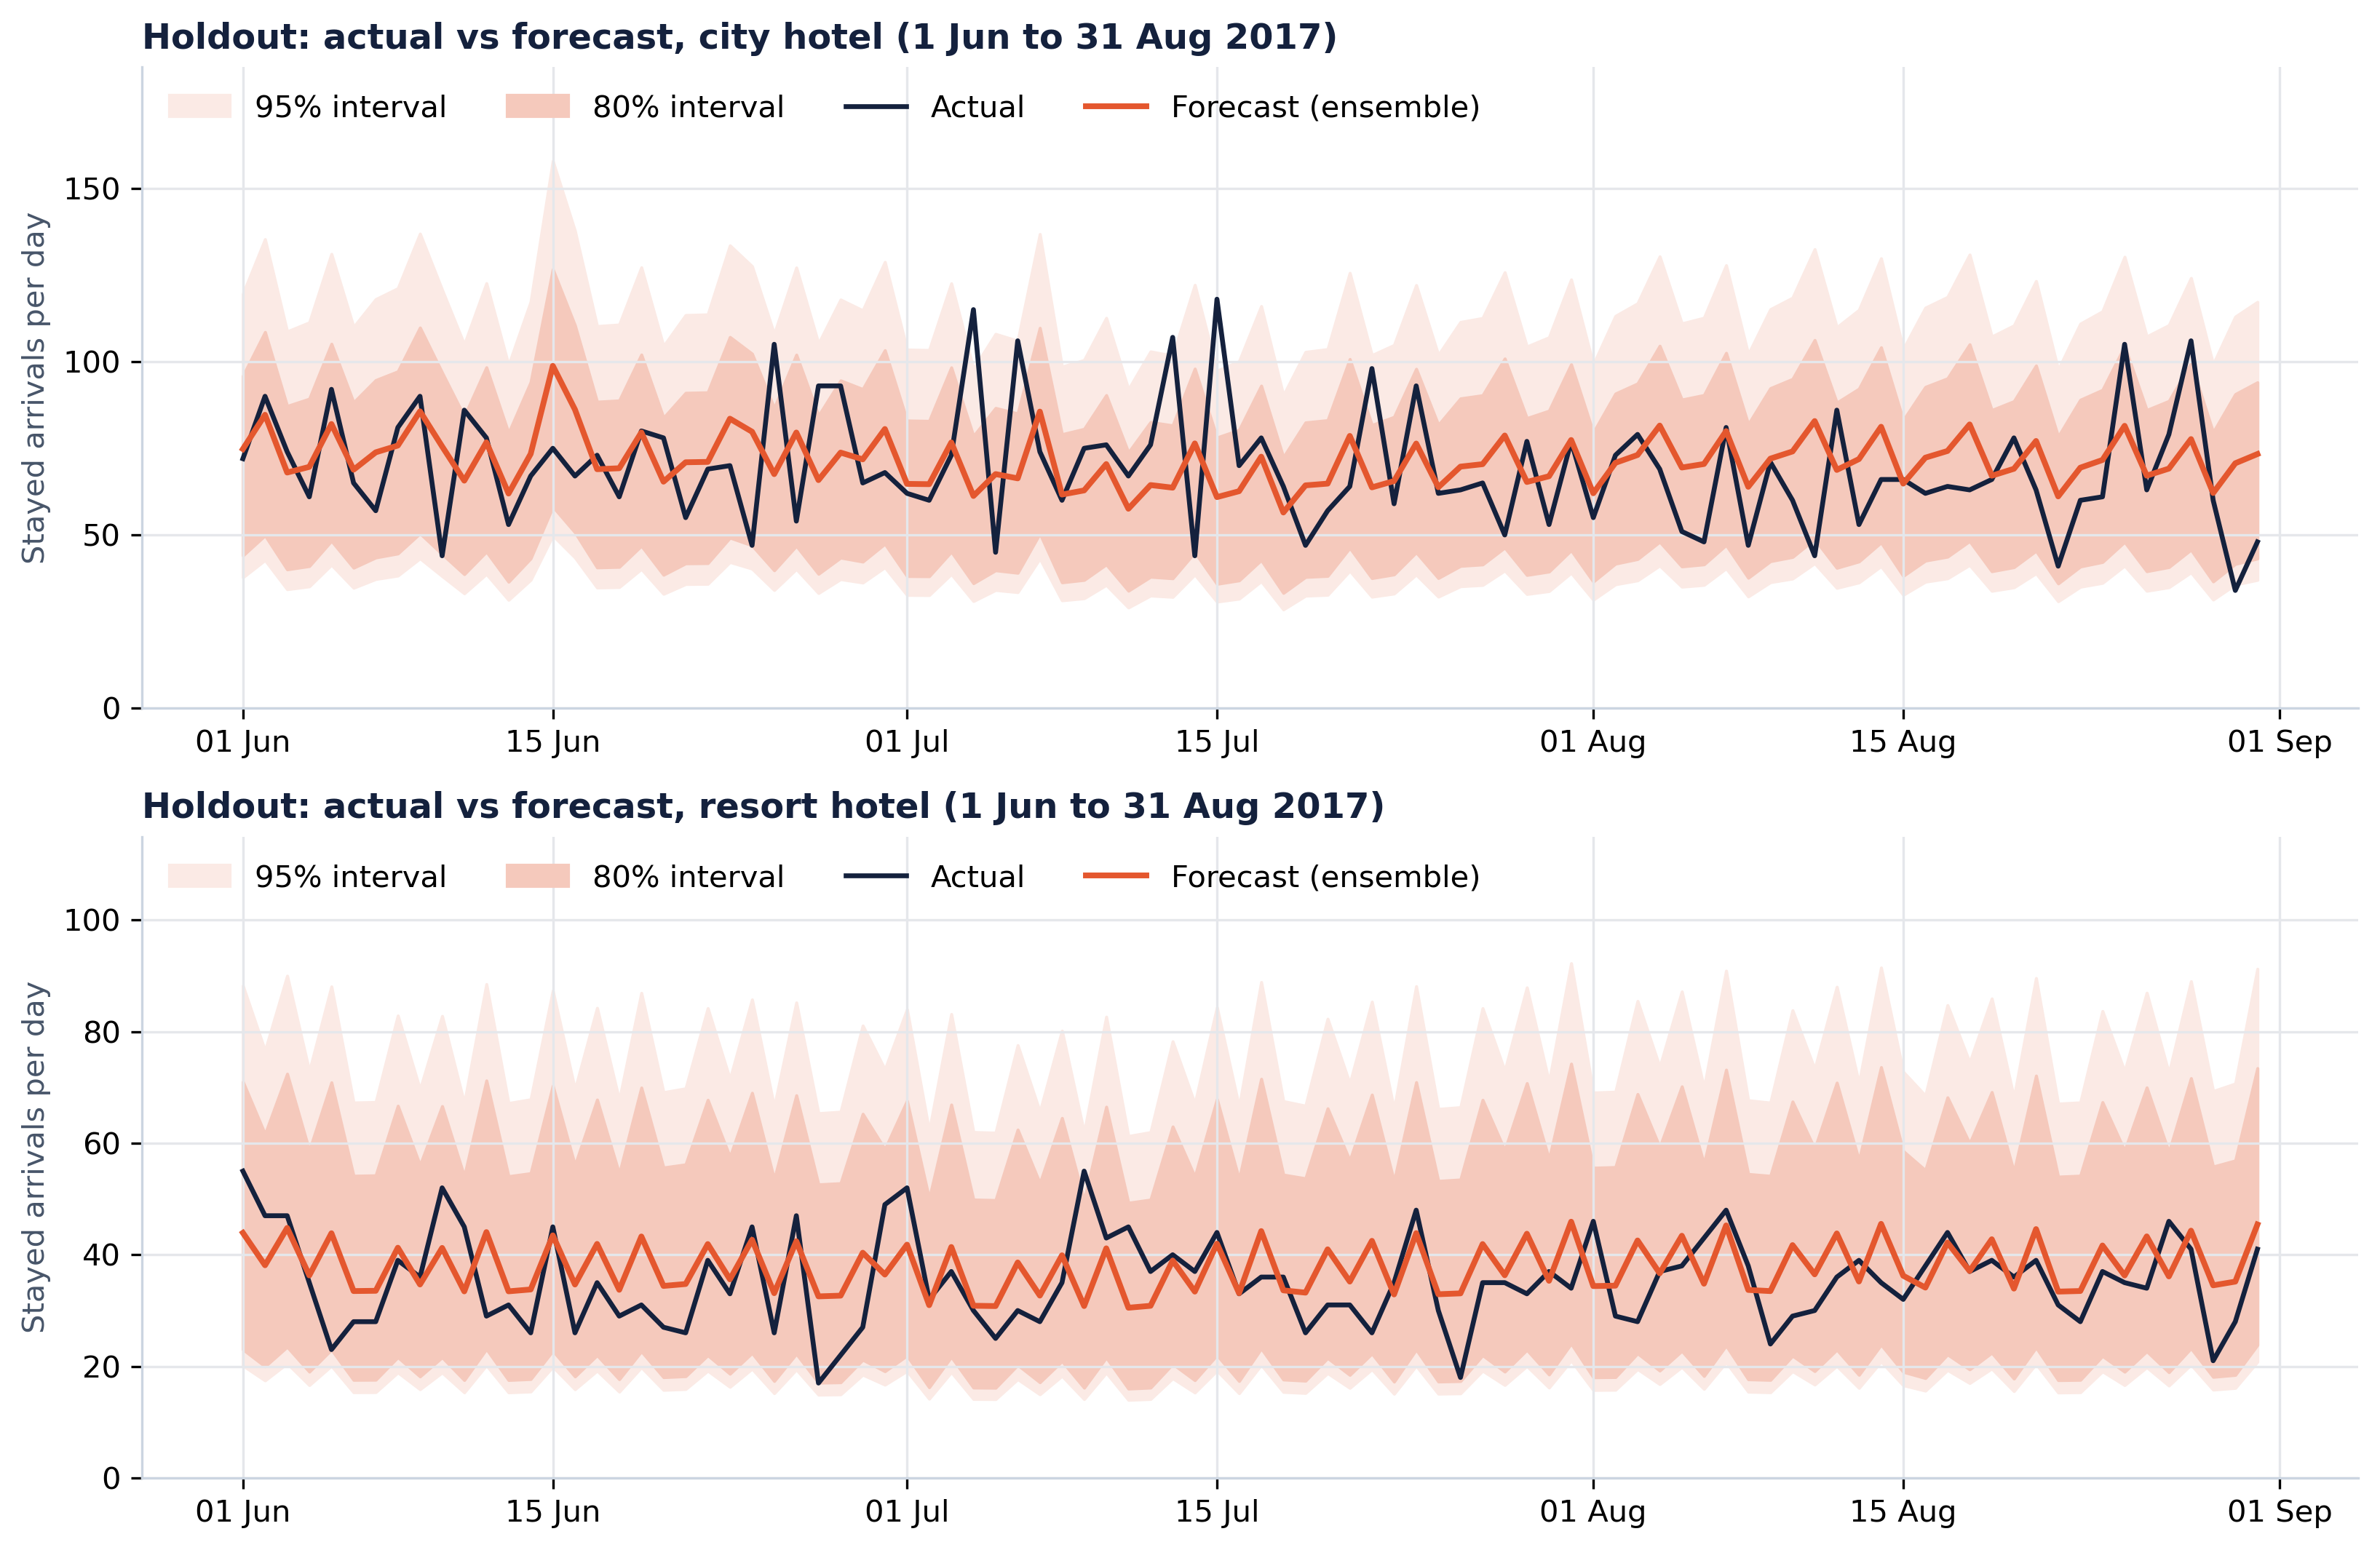 Holdout: actual vs forecast, city hotel (1 Jun to 31 Aug 2017)
95% interval 80% interval Actual Forecast (ensemble)
Stayed arrivals per day
150
100
50
0
01 Jun 15 Jun 01 Jul 15 Jul 01 Aug 15 Aug 01 Sep
Holdout: actual vs forecast, resort hotel (1 Jun to 31 Aug 2017)
95% interval 80% interval Actual Forecast (ensemble)
Stayed arrivals per day
100
80
60
40
20
0
01 Jun 15 Jun 01 Jul 15 Jul 01 Aug 15 Aug 01 Sep